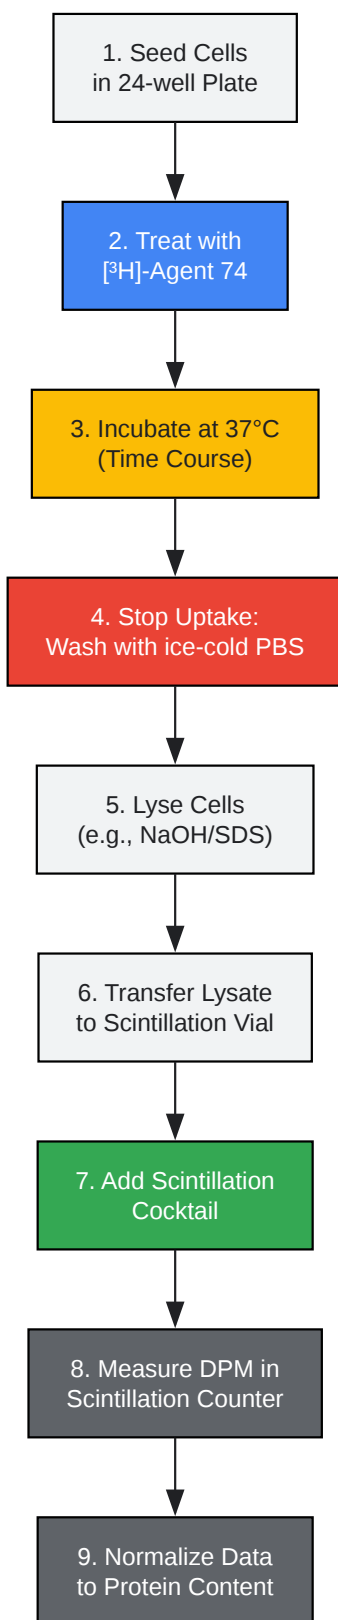 1. Seed Cells
in 24-well Plate
2. Treat with
[³H]-Agent 74
3. Incubate at 37°C
(Time Course)
4. Stop Uptake:
Wash with ice-cold PBS
5. Lyse Cells
(e.g., NaOH/SDS)
6. Transfer Lysate
to Scintillation Vial
7. Add Scintillation
Cocktail
8. Measure DPM in
Scintillation Counter
9. Normalize Data
to Protein Content